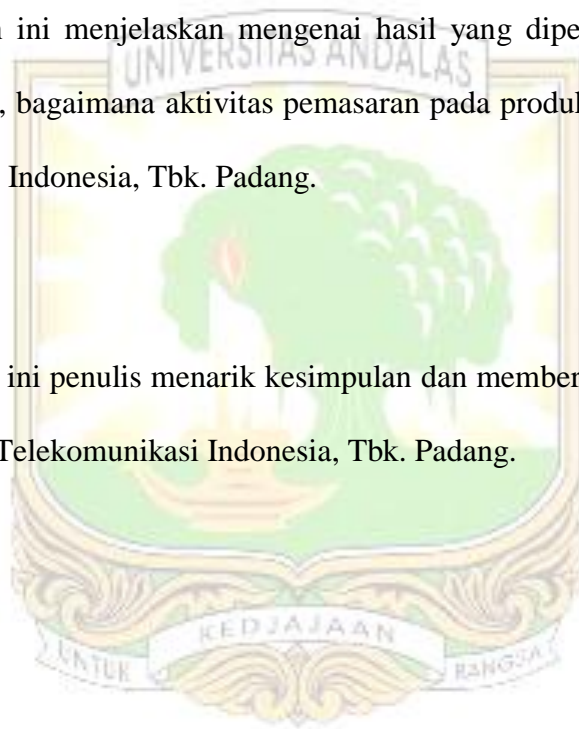 ini menjelaskan mengenai hasil yang dipe
UNIVERSITAS ANDALAS
, bagaimana aktivitas pemasaran pada produk
Indonesia, Tbk. Padang.
ini penulis menarik kesimpulan dan member
Telekomunikasi Indonesia, Tbk. Padang.
KEDJAJAAN
UNTUK BANGSA